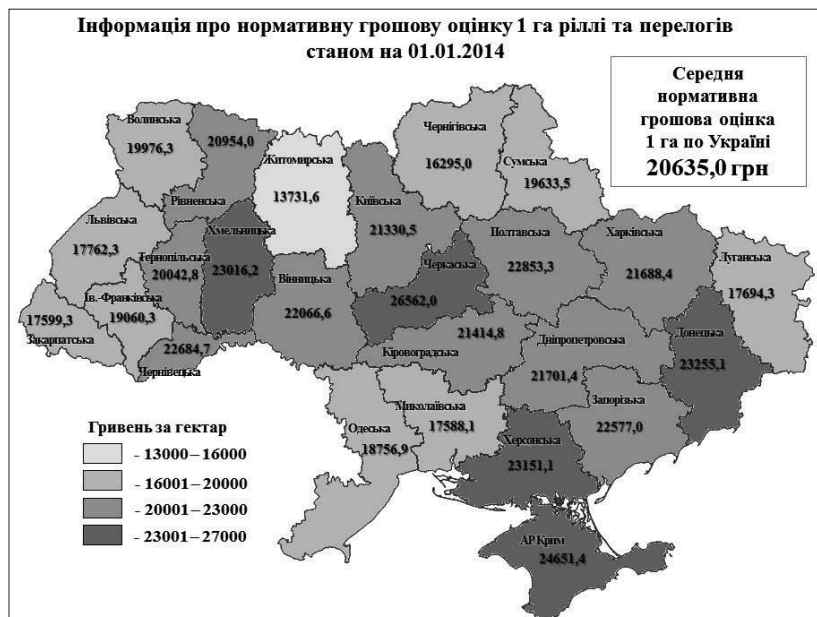 Інформація про нормативну грошову оцінку 1 га ріллі та перелогів
станом на 01.01.2014
Середня
нормативна
грошова оцінка
1 га по Україні
20635,0 грн
Волинська
19976,3
20954,0
Рівненська
Житомирська
13731,6
Київська
21330,5
Чернігівська
16295,0
Сумська
19633,5
Львівська
17762,3
Тернопільська
20042,8
Хмельницька
23016,2
Вінницька
22066,6
Черкаська
26562,0
Полтавська
22853,3
Харківська
21688,4
Луганська
17694,3
17599,3
Закарпатська
Ів.-Франківська
19060,3
22684,7
Чернівецька
21414,8
Кіровоградська
Дніпропетровська
21701,4
Донецька
23255,1
Запорізька
22577,0
Одеська
18756,9
Миколаївська
17588,1
Херсонська
23151,1
АР Крим
24651,4
Гривень за гектар
- 13000 – 16000
- 16001 – 20000
- 20001 – 23000
- 23001 – 27000